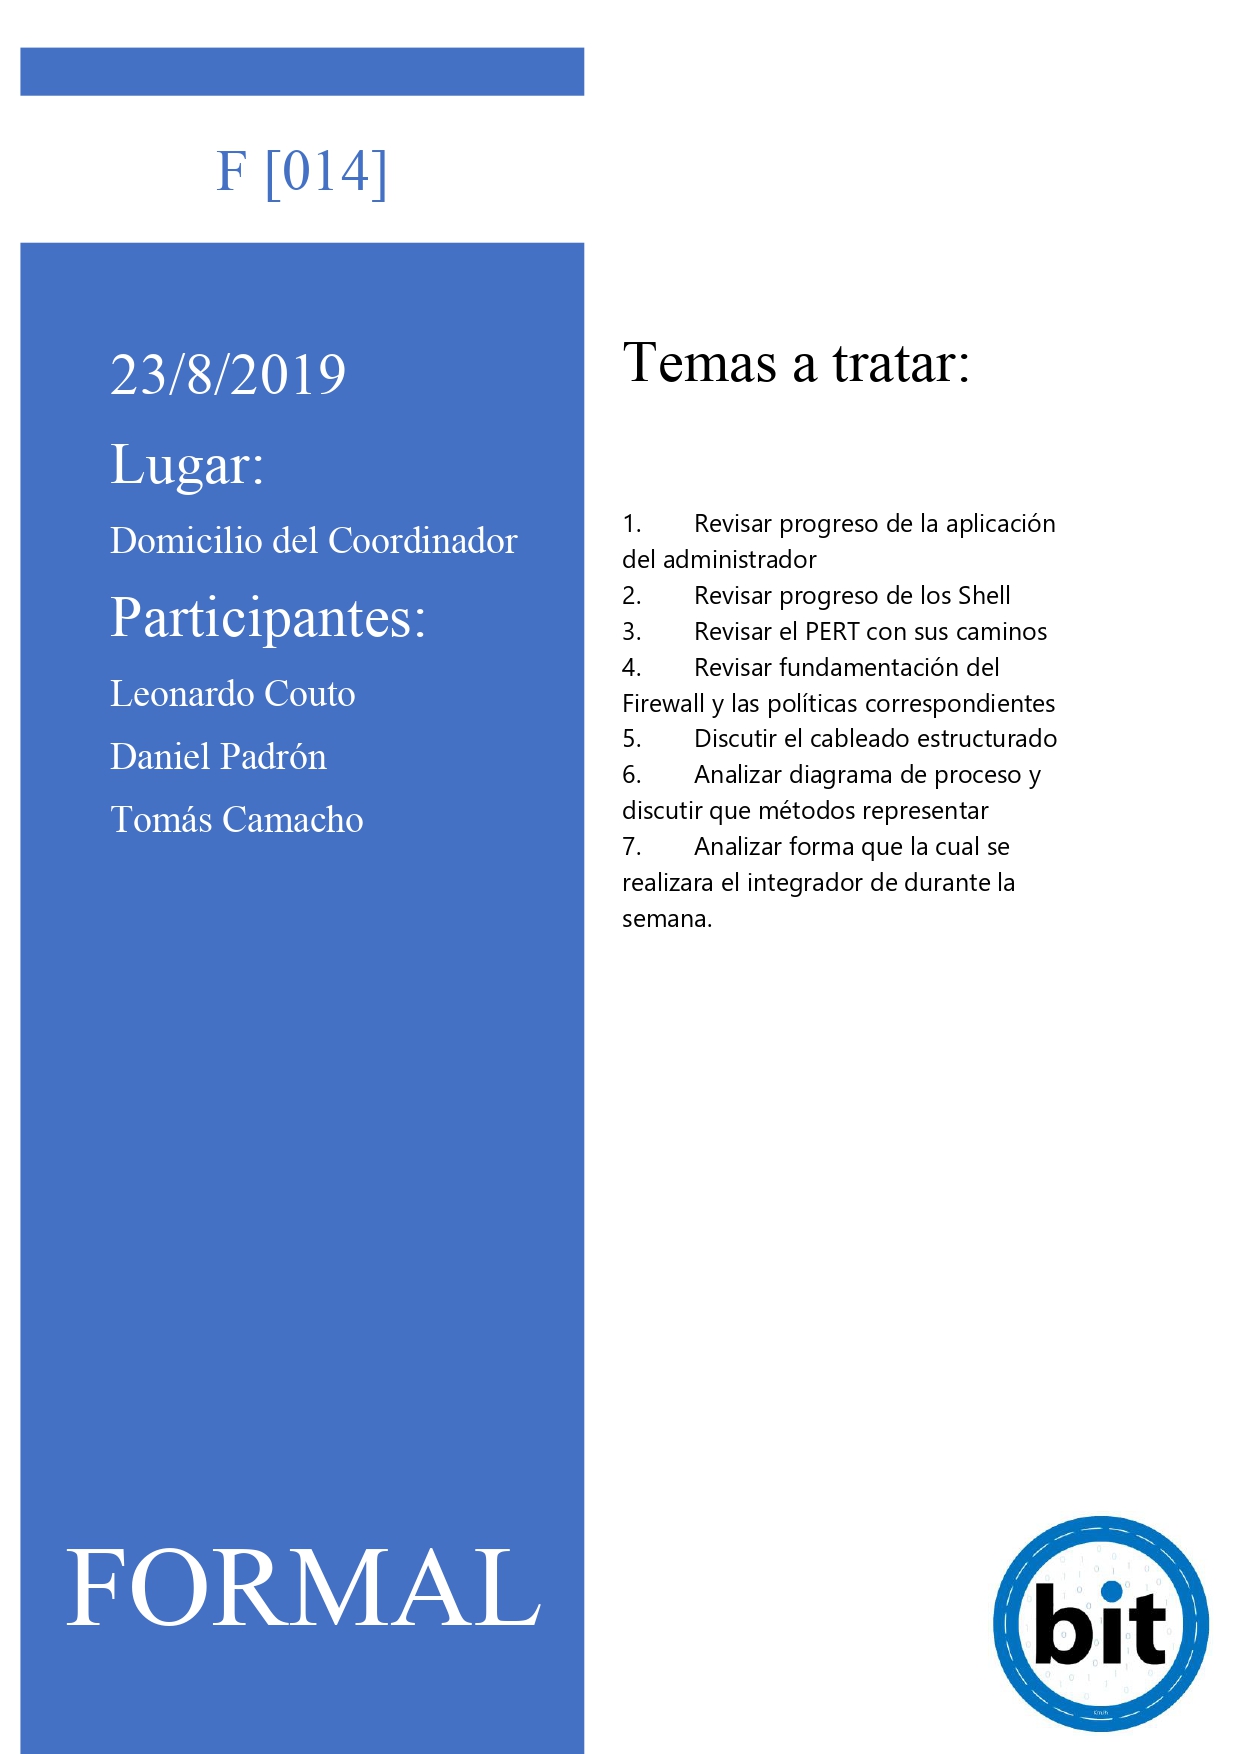 F [014]
23/8/2019
Lugar:
Domicilio del Coordinador
Participantes:
Leonardo Couto
Daniel Padrón
Tomás Camacho
FORMAL
Temas a tratar:
1. Revisar progreso de la aplicación
del administrador
2. Revisar progreso de los Shell
3. Revisar el PERT con sus caminos
4. Revisar fundamentación del
Firewall y las políticas correspondientes
5. Discutir el cableado estructurado
6. Analizar diagrama de proceso y
discutir que métodos representar
7. Analizar forma que la cual se
realizara el integrador de durante la
semana.
bit